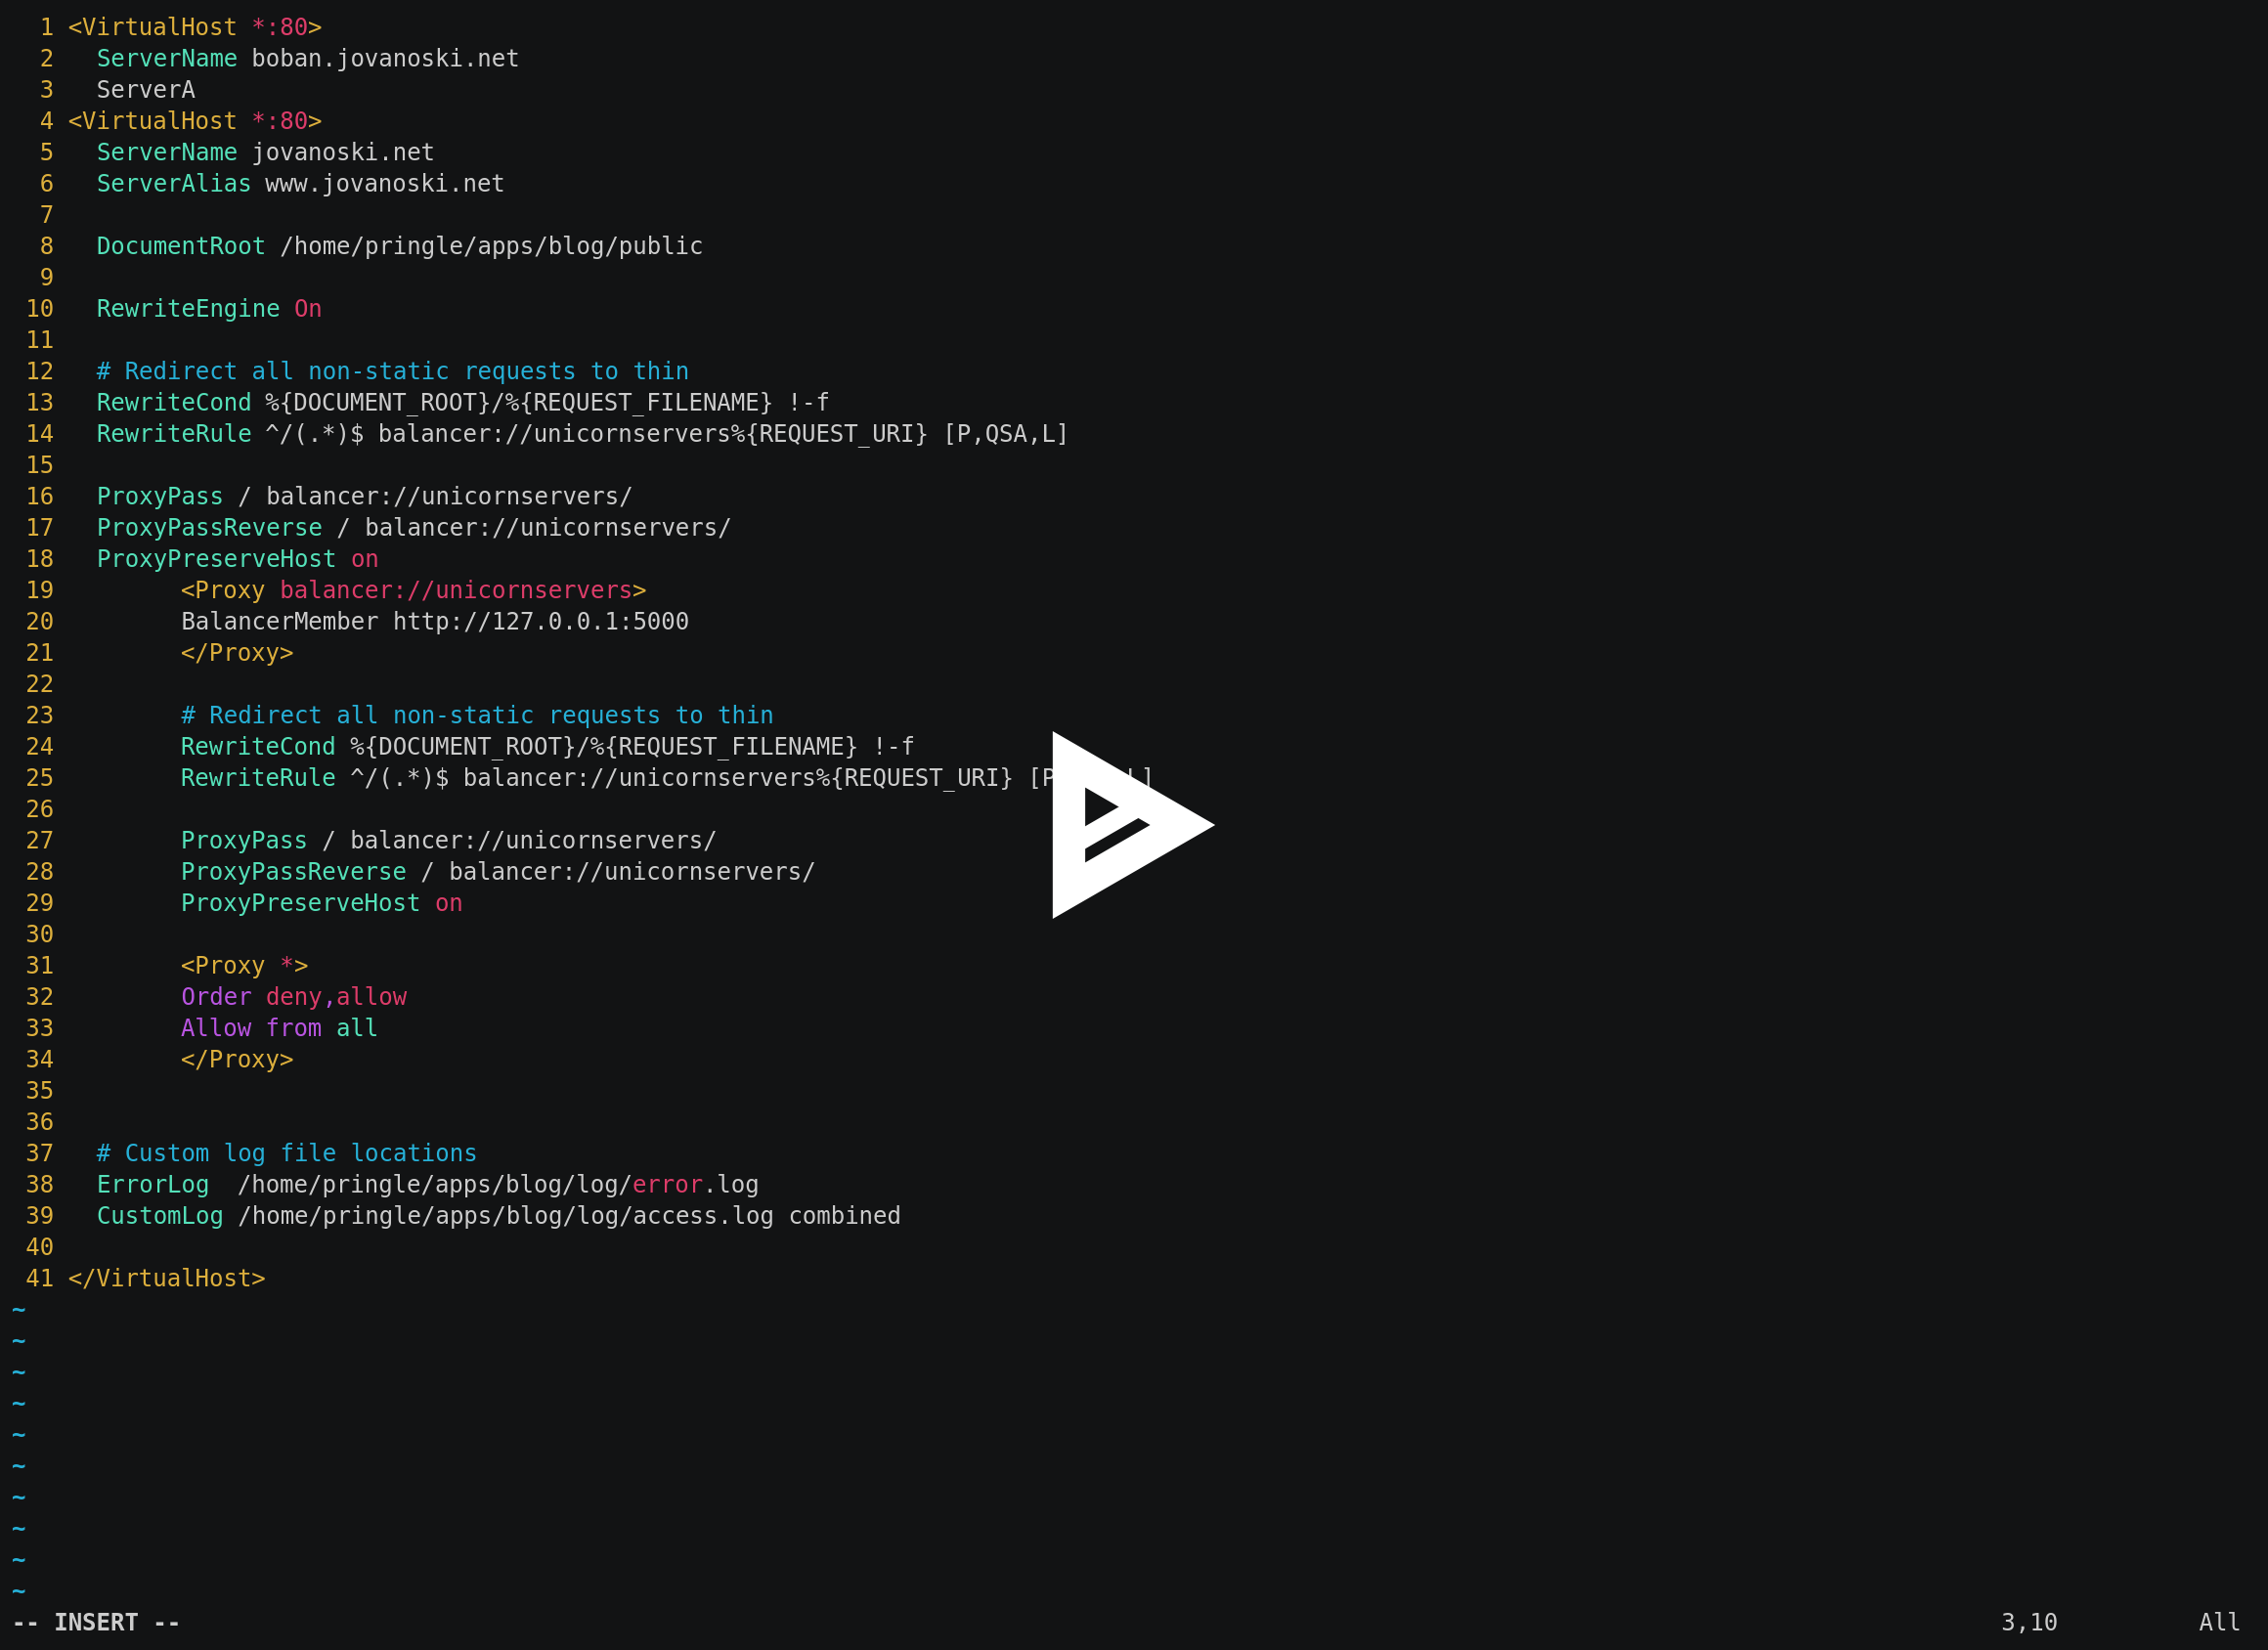 1 <VirtualHost *:80>
2   ServerName boban.jovanoski.net
3   ServerA
4 <VirtualHost *:80>
5   ServerName jovanoski.net
6   ServerAlias www.jovanoski.net
7
8   DocumentRoot /home/pringle/apps/blog/public
9
10   RewriteEngine On
11
12   # Redirect all non-static requests to thin
13   RewriteCond %{DOCUMENT_ROOT}/%{REQUEST_FILENAME} !-f
14   RewriteRule ^/(.*)$ balancer://unicornservers%{REQUEST_URI} [P,QSA,L]
15
16   ProxyPass / balancer://unicornservers/
17   ProxyPassReverse / balancer://unicornservers/
18   ProxyPreserveHost on
19         <Proxy balancer://unicornservers>
20         BalancerMember http://127.0.0.1:5000
21         </Proxy>
22
23         # Redirect all non-static requests to thin
24         RewriteCond %{DOCUMENT_ROOT}/%{REQUEST_FILENAME} !-f
25         RewriteRule ^/(.*)$ balancer://unicornservers%{REQUEST_URI} [P L]
26
27         ProxyPass / balancer://unicornservers/
28         ProxyPassReverse / balancer://unicornservers/
29         ProxyPreserveHost on
30
31         <Proxy *>
32         Order deny,allow
33         Allow from all
34         </Proxy>
35
36
37   # Custom log file locations
38   ErrorLog  /home/pringle/apps/blog/log/error.log
39   CustomLog /home/pringle/apps/blog/log/access.log combined
40
41 </VirtualHost>
~
~
~
~
~
~
~
~
~
~
-- INSERT -- 3,10 All